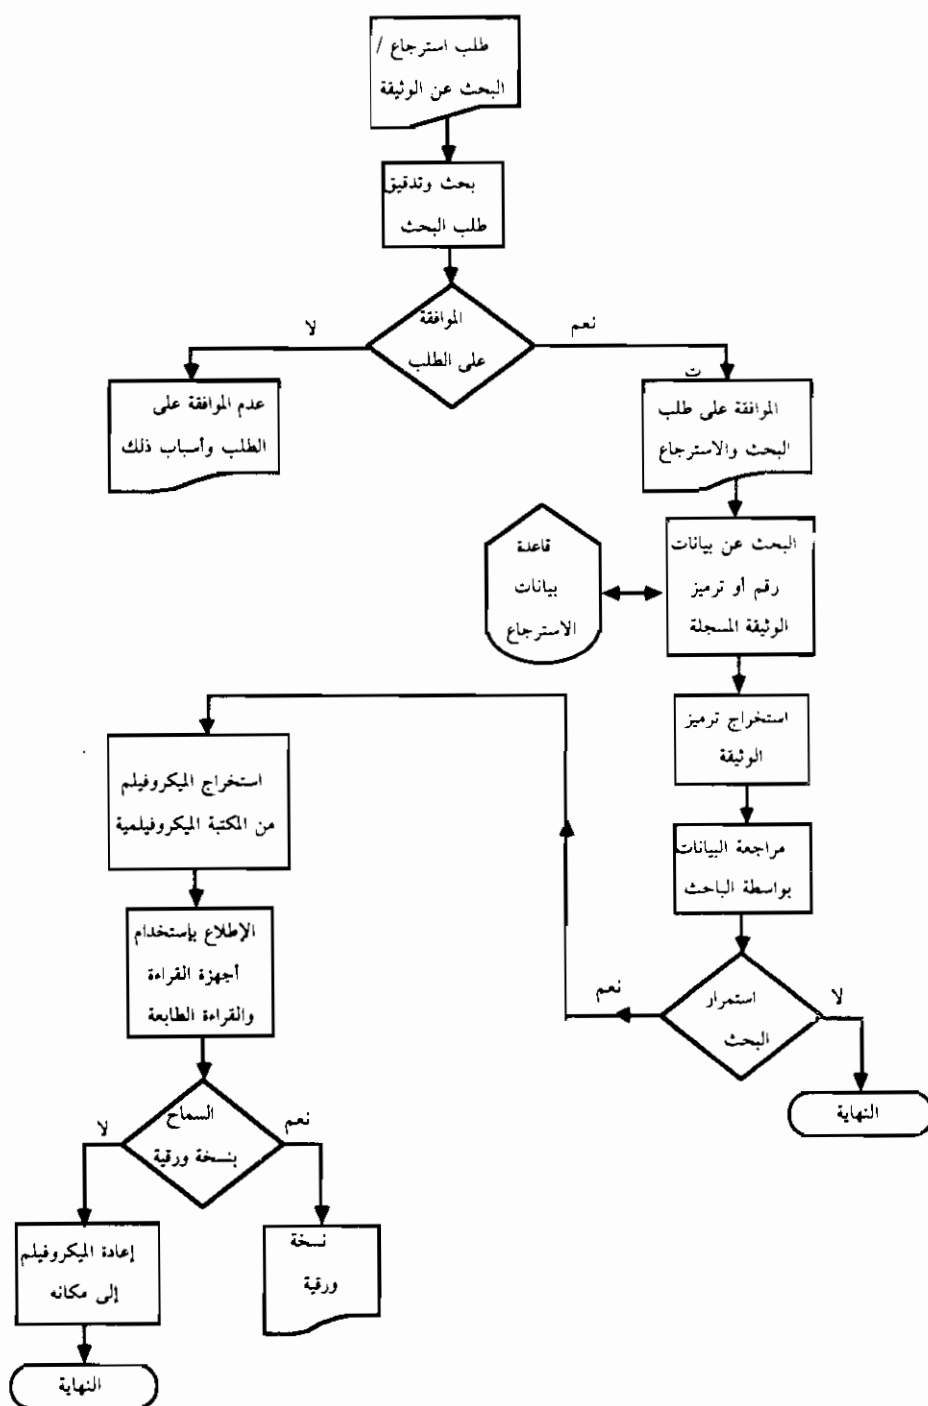 طلب استرجاع /
البحث عن الوثيقة
بحث وتدقيق
طلب البحث
الموافقة
على الطلب
نعم
لا
ت
الموافقة على طلب
البحث والاسترجاع
عدم الموافقة على
الطلب وأسباب ذلك
البحث عن بيانات
رقم أو ترميز
الوثيقة المسجلة
قاعدة
بيانات
الاسترجاع
استخراج ترميز
الوثيقة
مراجعة البيانات
بواسطة الباحث
استمرار
البحث
لا
نعم
النهاية
استخراج الميكروفيلم
من المكتبة الميكروفيلمية
الإطلاع بإستخدام
أجهزة القراءة
والقراءة الطابعة
السماح
بنسخة ورقية
نعم
لا
نسخة
ورقية
إعادة الميكروفيلم
إلى مكانه
النهاية